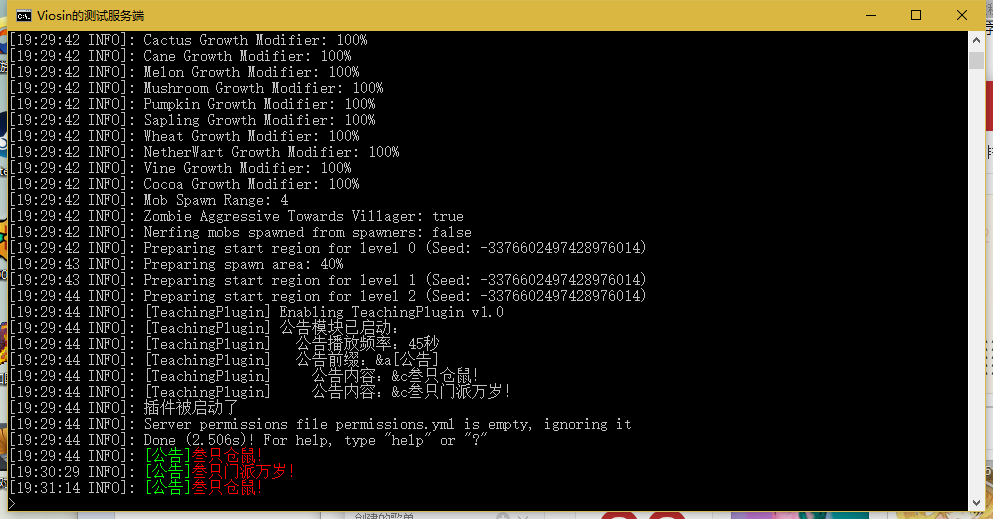 Viosin的测试服务端
[19:29:42 INFO]: Cactus Growth Modifier: 100%
[19:29:42 INFO]: Cane Growth Modifier: 100%
[19:29:42 INFO]: Melon Growth Modifier: 100%
[19:29:42 INFO]: Mushroom Growth Modifier: 100%
[19:29:42 INFO]: Pumpkin Growth Modifier: 100%
[19:29:42 INFO]: Sapling Growth Modifier: 100%
[19:29:42 INFO]: Wheat Growth Modifier: 100%
[19:29:42 INFO]: NetherWart Growth Modifier: 100%
[19:29:42 INFO]: Vine Growth Modifier: 100%
[19:29:42 INFO]: Cocoa Growth Modifier: 100%
[19:29:42 INFO]: Mob Spawn Range: 4
[19:29:42 INFO]: Zombie Aggressive Towards Villager: true
[19:29:42 INFO]: Nerfing mobs spawned from spawners: false
[19:29:42 INFO]: Preparing start region for level 0 (Seed: -3376602497428976014)
[19:29:43 INFO]: Preparing spawn area: 40%
[19:29:43 INFO]: Preparing start region for level 1 (Seed: -3376602497428976014)
[19:29:44 INFO]: Preparing start region for level 2 (Seed: -3376602497428976014)
[19:29:44 INFO]: [TeachingPlugin] Enabling TeachingPlugin v1.0
[19:29:44 INFO]: [TeachingPlugin] 公告模块已启动：
[19:29:44 INFO]: [TeachingPlugin]   公告播放频率：45秒
[19:29:44 INFO]: [TeachingPlugin]   公告前缀：&a[公告]
[19:29:44 INFO]: [TeachingPlugin]     公告内容：&c叁只仓鼠！
[19:29:44 INFO]: [TeachingPlugin]     公告内容：&c叁只门派万岁！
[19:29:44 INFO]: 插件被启动了
[19:29:44 INFO]: Server permissions file permissions.yml is empty, ignoring it
[19:29:44 INFO]: Done (2.506s)! For help, type "help" or "?"
[19:29:44 INFO]: [公告]叁只仓鼠！
[19:30:29 INFO]: [公告]叁只门派万岁！
[19:31:14 INFO]: [公告]叁只仓鼠！
>